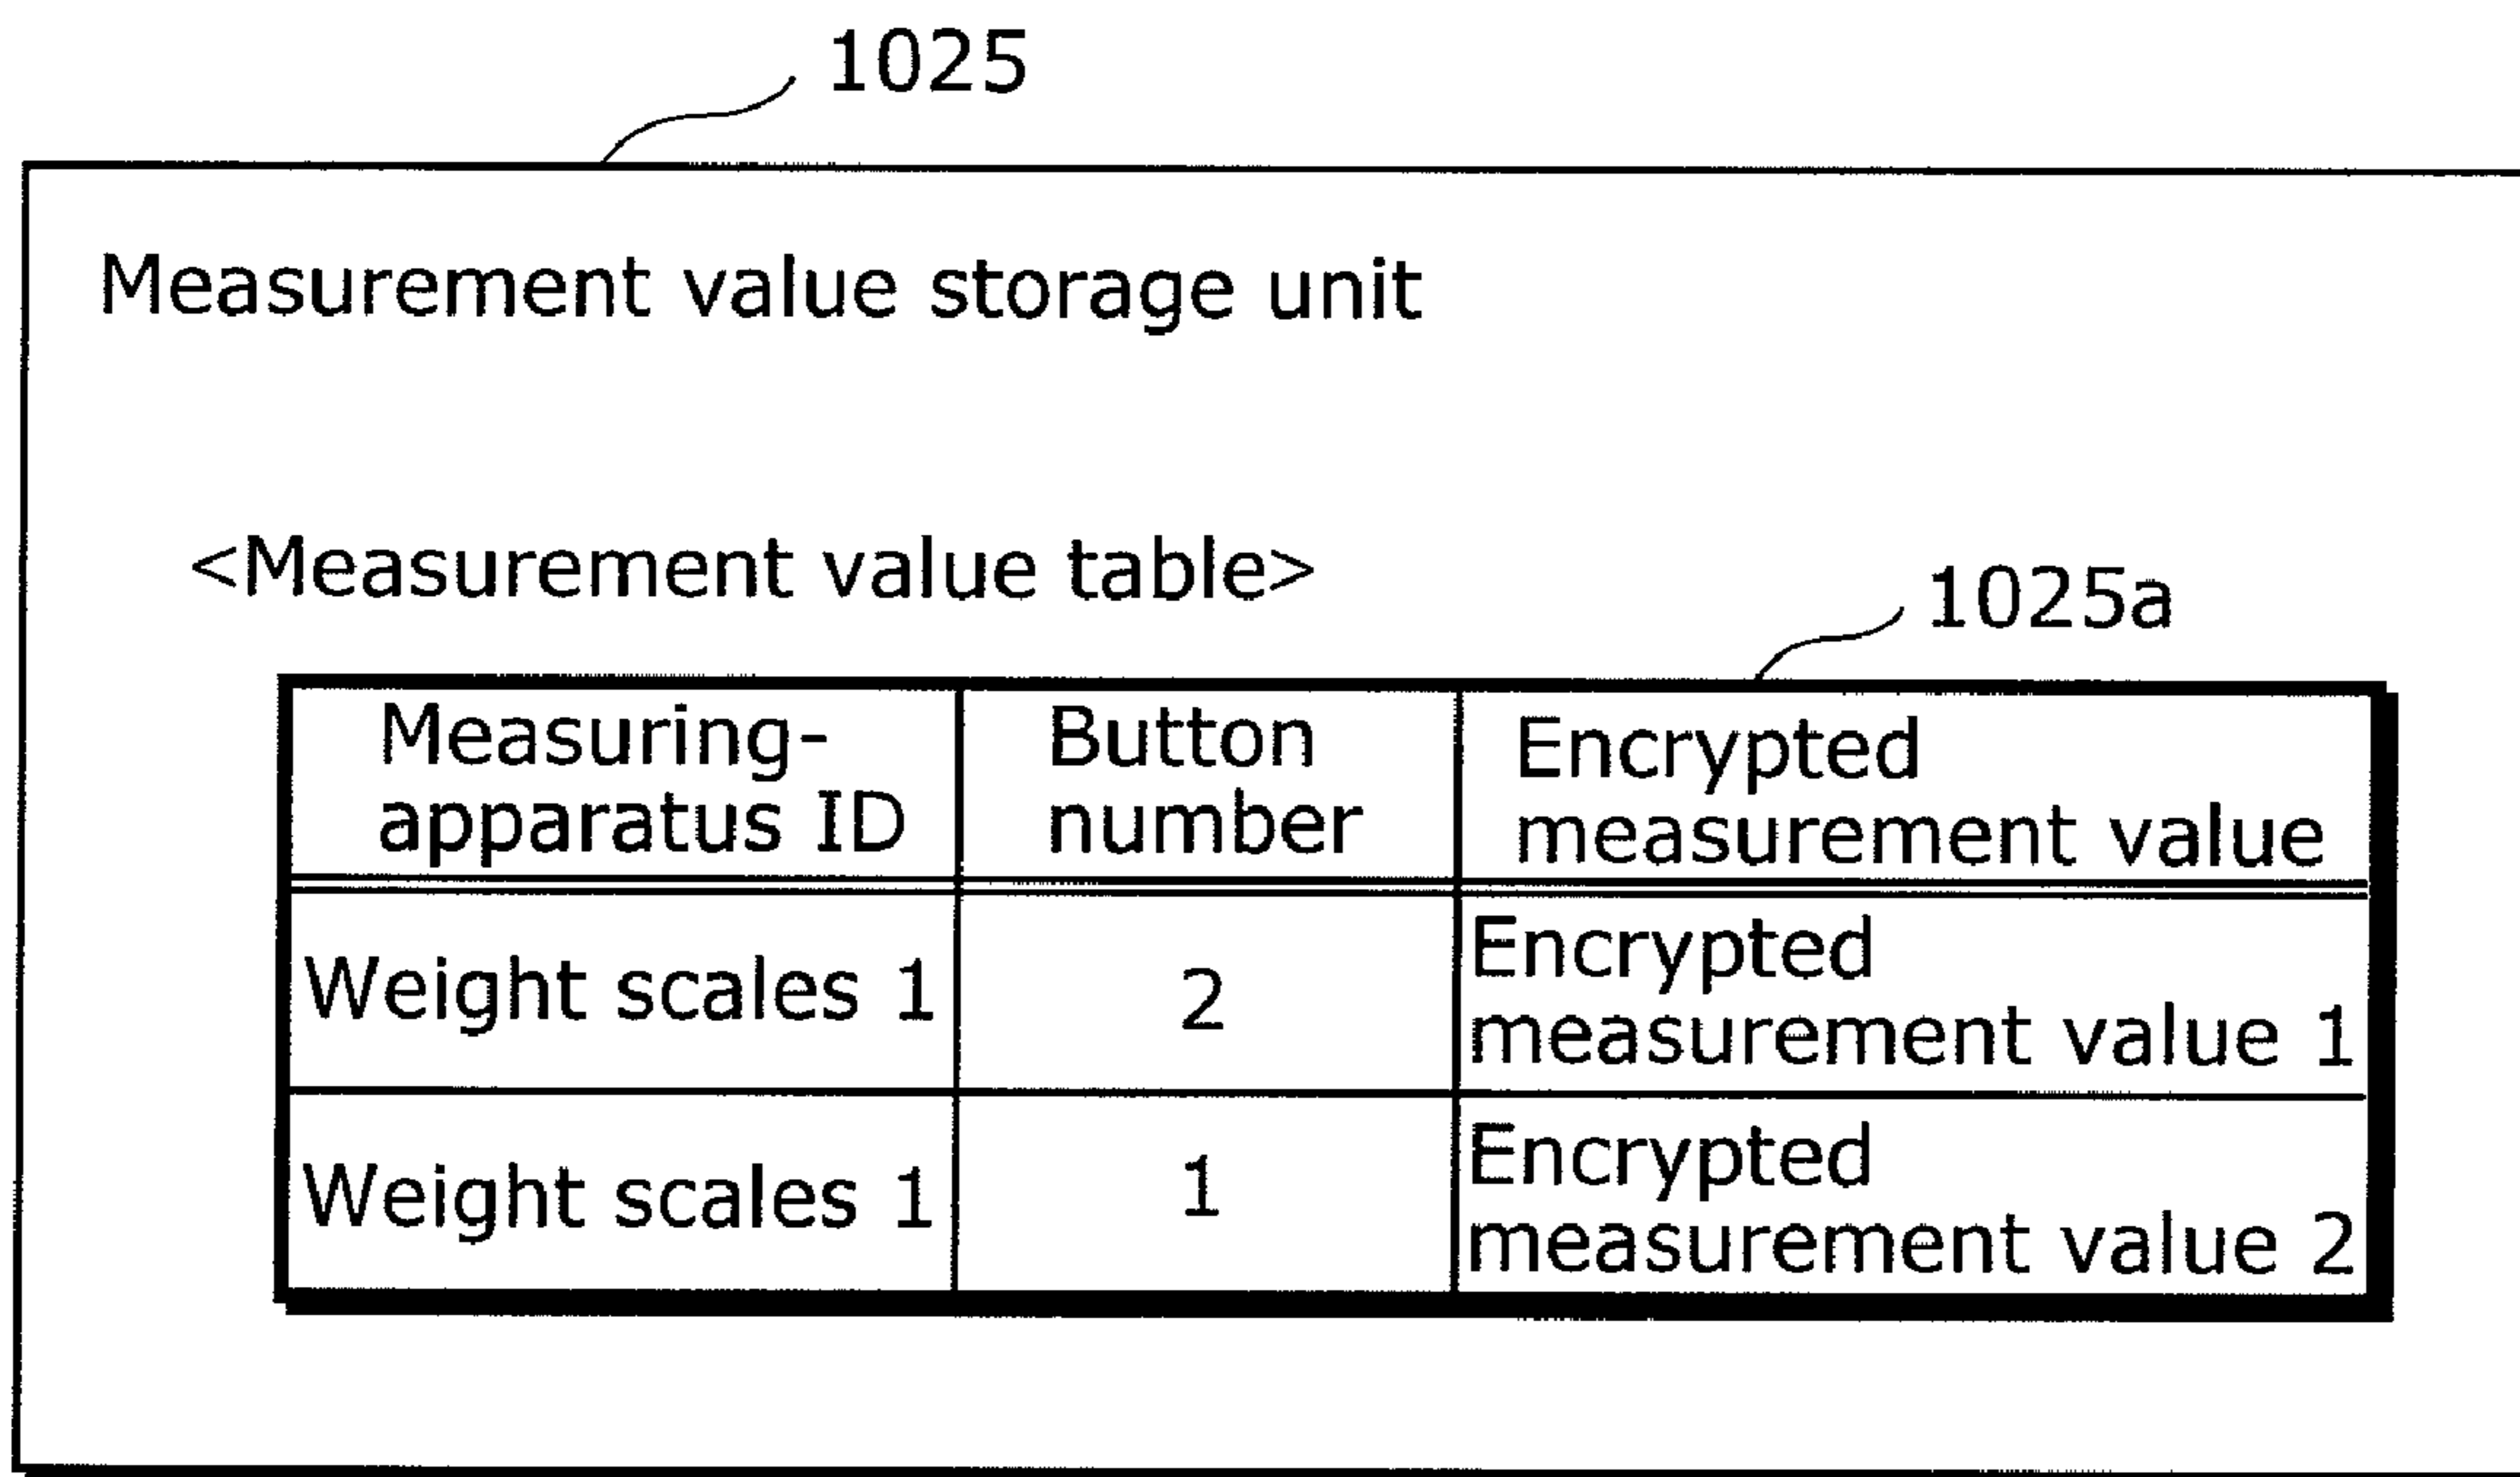 1025
Measurement value storage unit
<Measurement value table>
1025a
Measuring-
apparatus ID
Button
number
Encrypted
measurement value
Weight scales 1
2
Encrypted
measurement value 1
Weight scales 1
1
Encrypted
measurement value 2